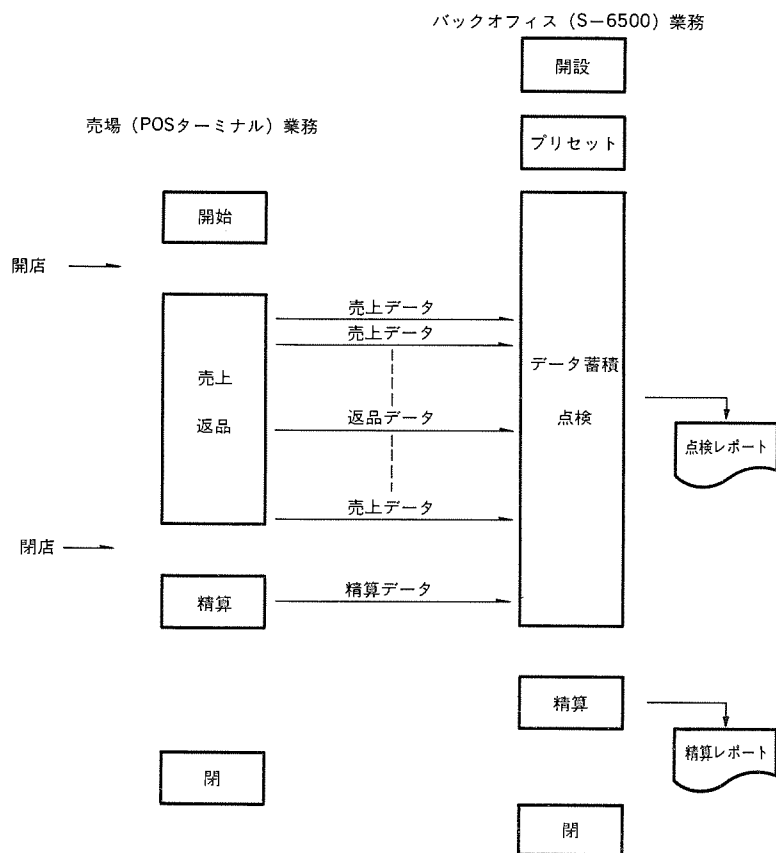 バックオフィス（S－6500）業務
開設
売場（POSターミナル）業務
プリセット
開始
開店
売上データ
売上データ
売上
返品
データ蓄積
点検
返品データ
点検レポート
売上データ
閉店
精算
精算データ
精算
精算レポート
閉
閉